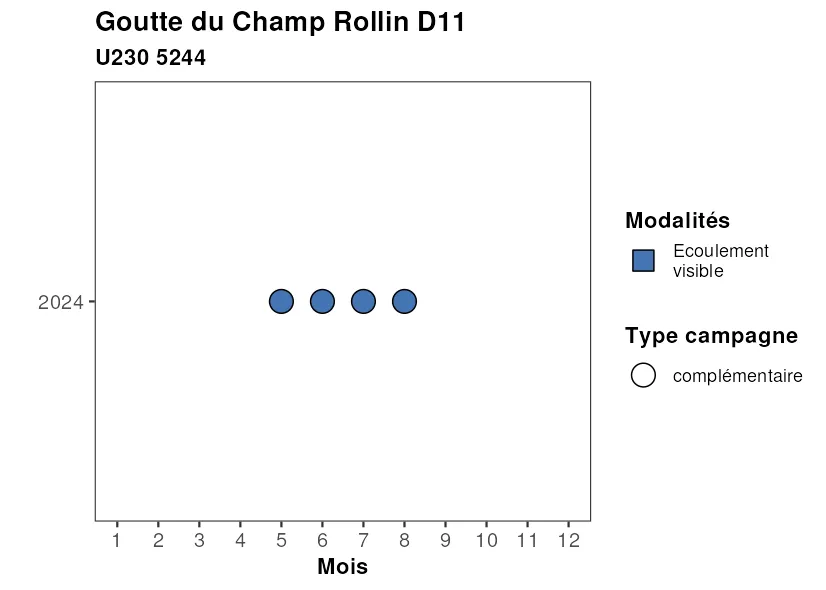 Goutte du Champ Rollin D11
U230 5244
2024
1 2 3 4 5 6 7 8 9 10 11 12
Mois
Modalités
Ecoulement
visible
Type campagne
complémentaire